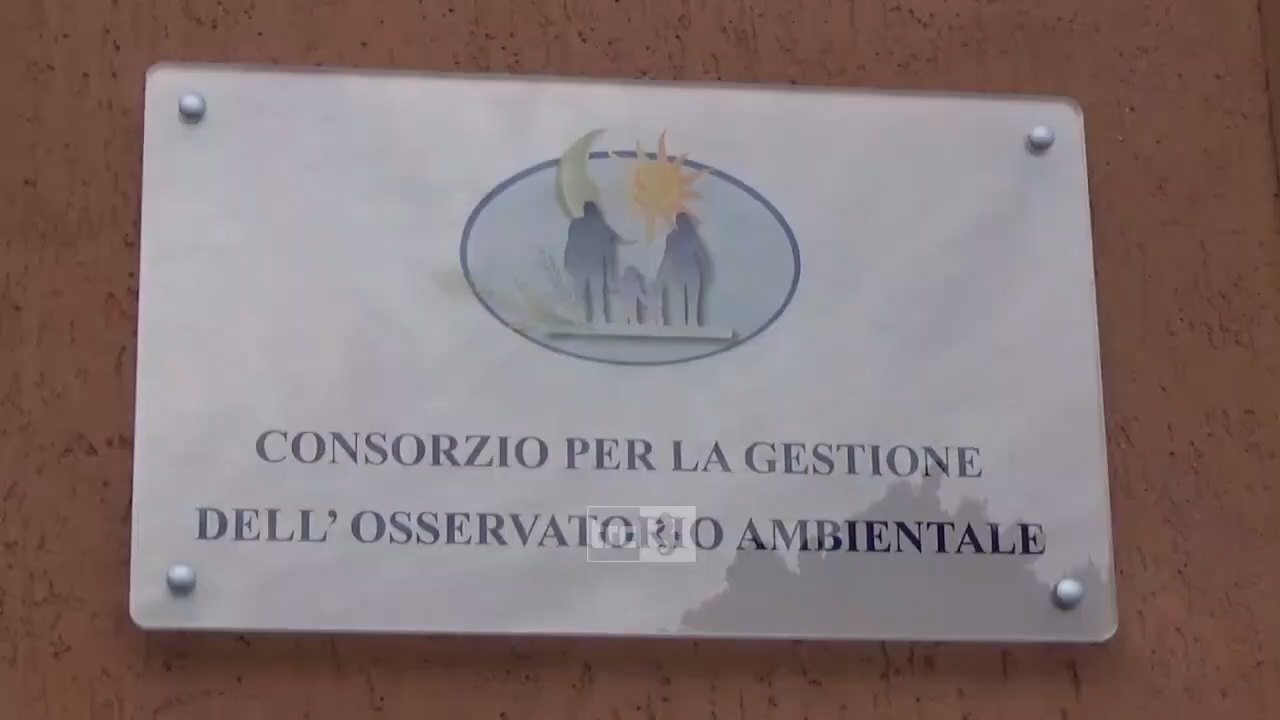 CONSORZIO PER LA GESTIONE
DELL' OSSERVATORIO AMBIENTALE